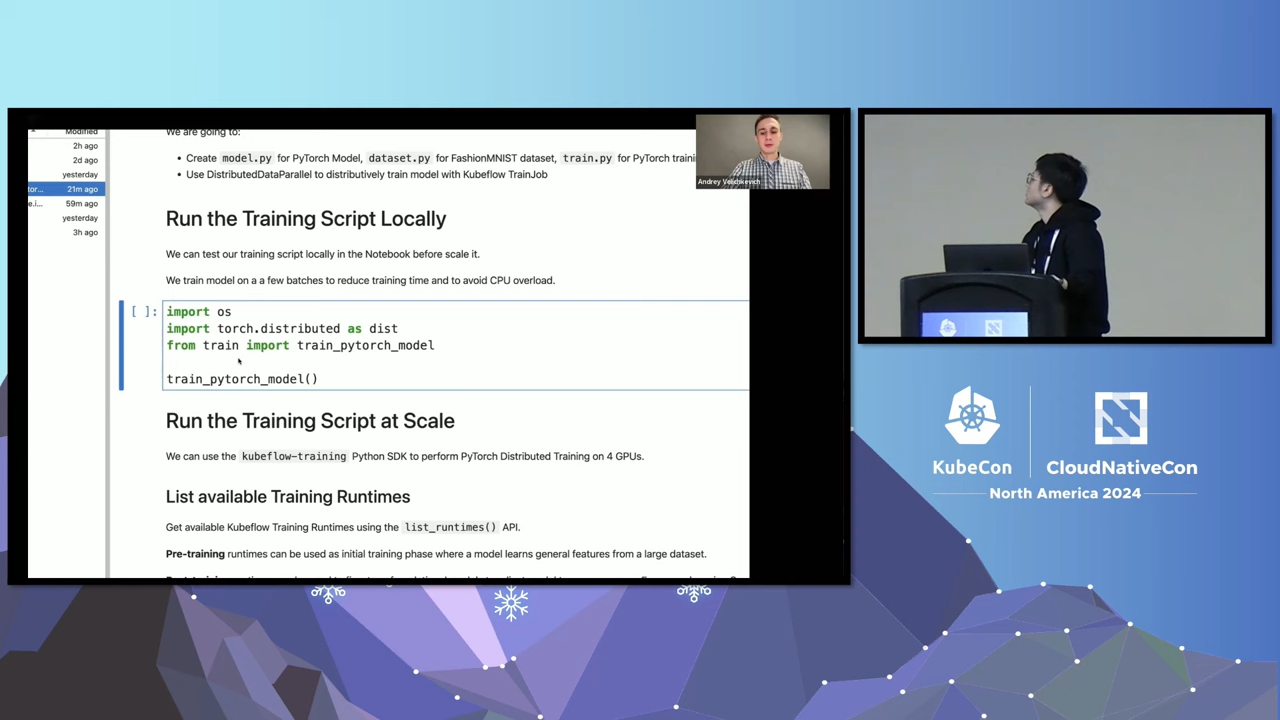 Modified
2h ago
2d ago
yesterday
tor... 21m ago
e.i... 59m ago
yesterday
3h ago
We are going to:
• Create model.py for PyTorch Model, dataset.py for FashionMNIST dataset, train.py for PyTorch traini
• Use DistributedDataParallel to distributively train model with Kubeflow TrainJob
Run the Training Script Locally
We can test our training script locally in the Notebook before scale it.
We train model on a a few batches to reduce training time and to avoid CPU overload.
[ ]: import os
import torch.distributed as dist
from train import train_pytorch_model
train_pytorch_model()
Run the Training Script at Scale
We can use the kubeflow-training Python SDK to perform PyTorch Distributed Training on 4 GPUs.
List available Training Runtimes
Get available Kubeflow Training Runtimes using the list_runtimes() API.
Pre-training runtimes can be used as initial training phase where a model learns general features from a large dataset.
Andrey Velichkevich
KubeCon
CloudNativeCon
North America 2024